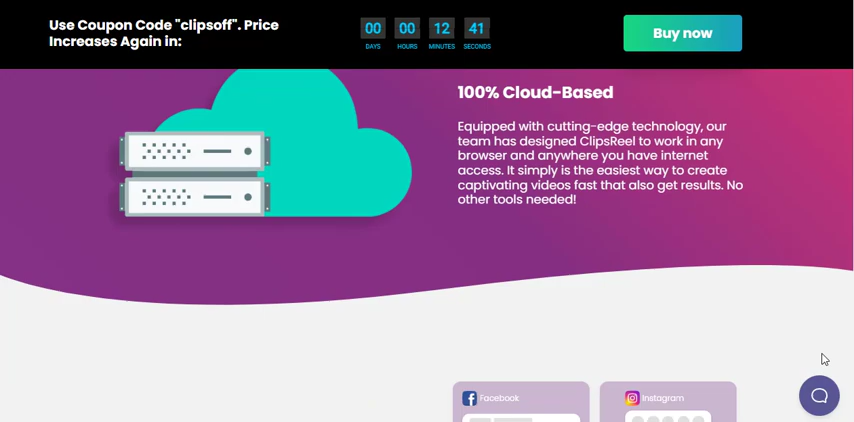 Use Coupon Code "clipsoff". Price
Increases Again in:
00 00 12 41
DAYS HOURS MINUTES SECONDS
Buy now
100% Cloud-Based
Equipped with cutting-edge technology, our
team has designed ClipsReel to work in any
browser and anywhere you have internet
access. It simply is the easiest way to create
captivating videos fast that also get results. No
other tools needed!
Facebook
Instagram